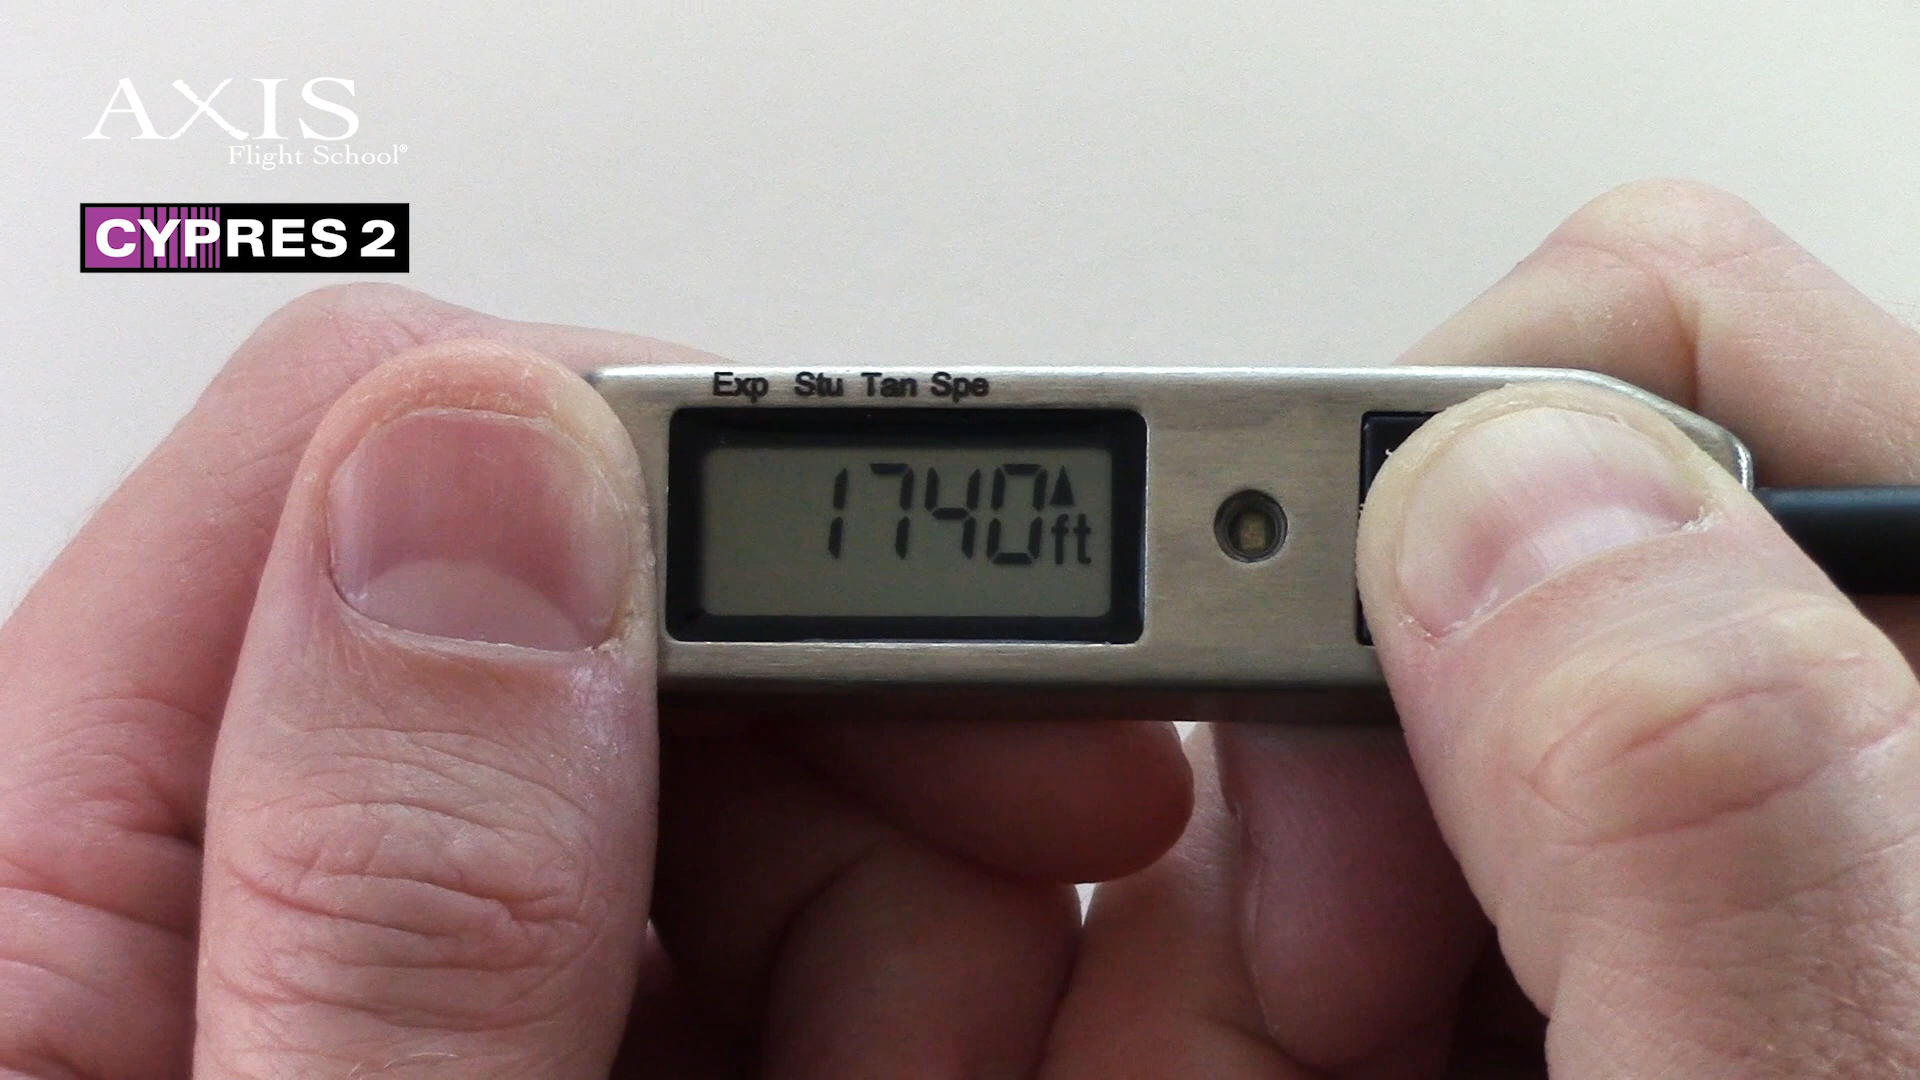 AXIS
Flight School®
CYPRES 2
Exp Stu Tan Spe
1740 ft